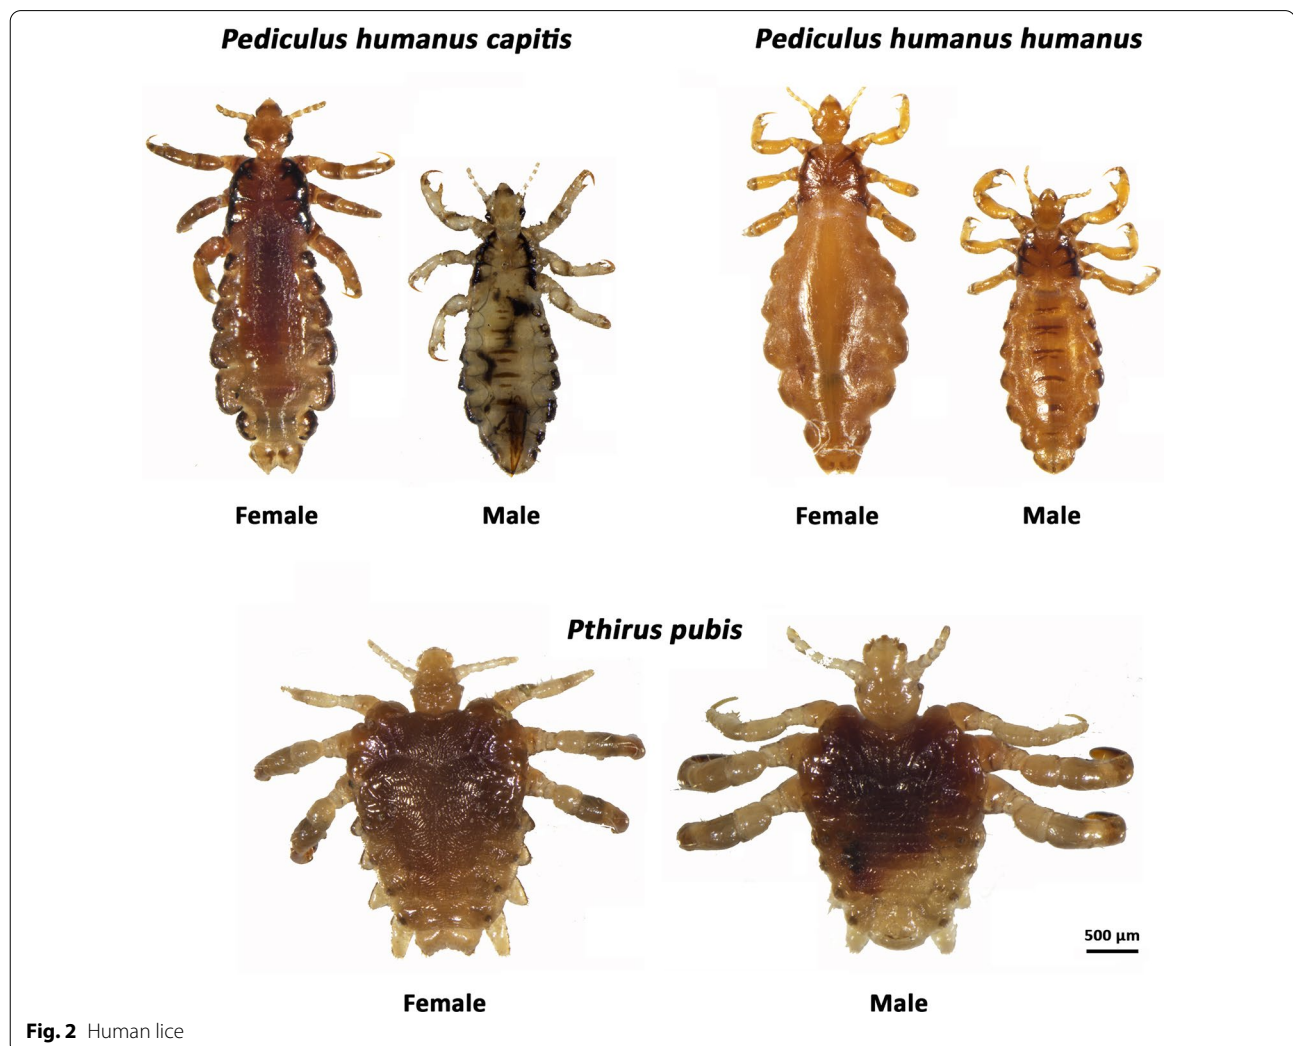 Pediculus humanus capitis
Pediculus humanus humanus
Female
Male
Female
Male
Pthirus pubis
500 µm
Female
Male
Fig. 2 Human lice